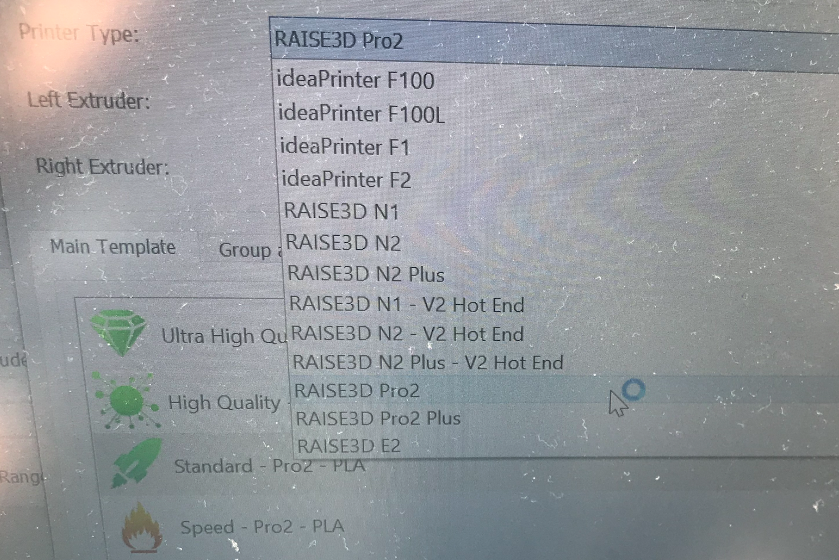 Printer Type:
RAISE3D Pro2
ideaPrinter F100
Left Extruder:
ideaPrinter F100L
ideaPrinter F1
Right Extruder:
ideaPrinter F2
RAISE3D N1
Main Template
Group
RAISE3D N2
RAISE3D N2 Plus
RAISE3D N1 - V2 Hot End
Ultra High Qu
RAISE3D N2 - V2 Hot End
ude
RAISE3D N2 Plus - V2 Hot End
RAISE3D Pro2
High Quality
RAISE3D Pro2 Plus
RAISE3D E2
Standard - Pro2 - PLA
Rang
Speed - Pro2 - PLA